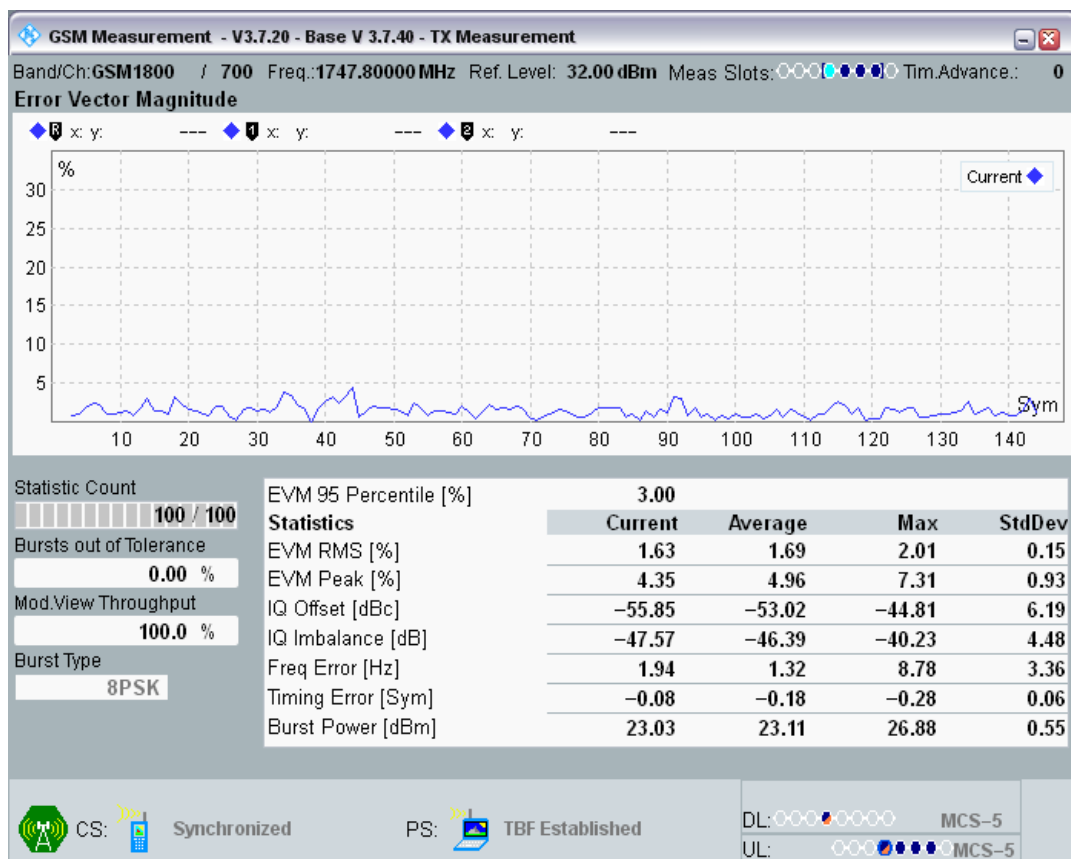 GSM Measurement - V3.7.20 - Base V 3.7.40 - TX Measurement
Band/Ch:GSM1800 / 700 Freq.:1747.80000 MHz Ref. Level: 32.00 dBm Meas Slots: Tim.Advance.: 0
Error Vector Magnitude
R x: y: --- 1 x: y: --- 2 x: y: ---
%
Current
30
25
20
15
10
5
Sym
10 20 30 40 50 60 70 80 90 100 110 120 130 140
Statistic Count
100 / 100
Bursts out of Tolerance
0.00 %
Mod.View Throughput
100.0 %
Burst Type
8PSK
EVM 95 Percentile [%] 3.00
Statistics Current Average Max StdDev
EVM RMS [%] 1.63 1.69 2.01 0.15
EVM Peak [%] 4.35 4.96 7.31 0.93
IQ Offset [dBc] −55.85 −53.02 −44.81 6.19
IQ Imbalance [dB] −47.57 −46.39 −40.23 4.48
Freq Error [Hz] 1.94 1.32 8.78 3.36
Timing Error [Sym] −0.08 −0.18 −0.28 0.06
Burst Power [dBm] 23.03 23.11 26.88 0.55
CS: Synchronized PS: TBF Established
DL: MCS−5
UL: MCS−5